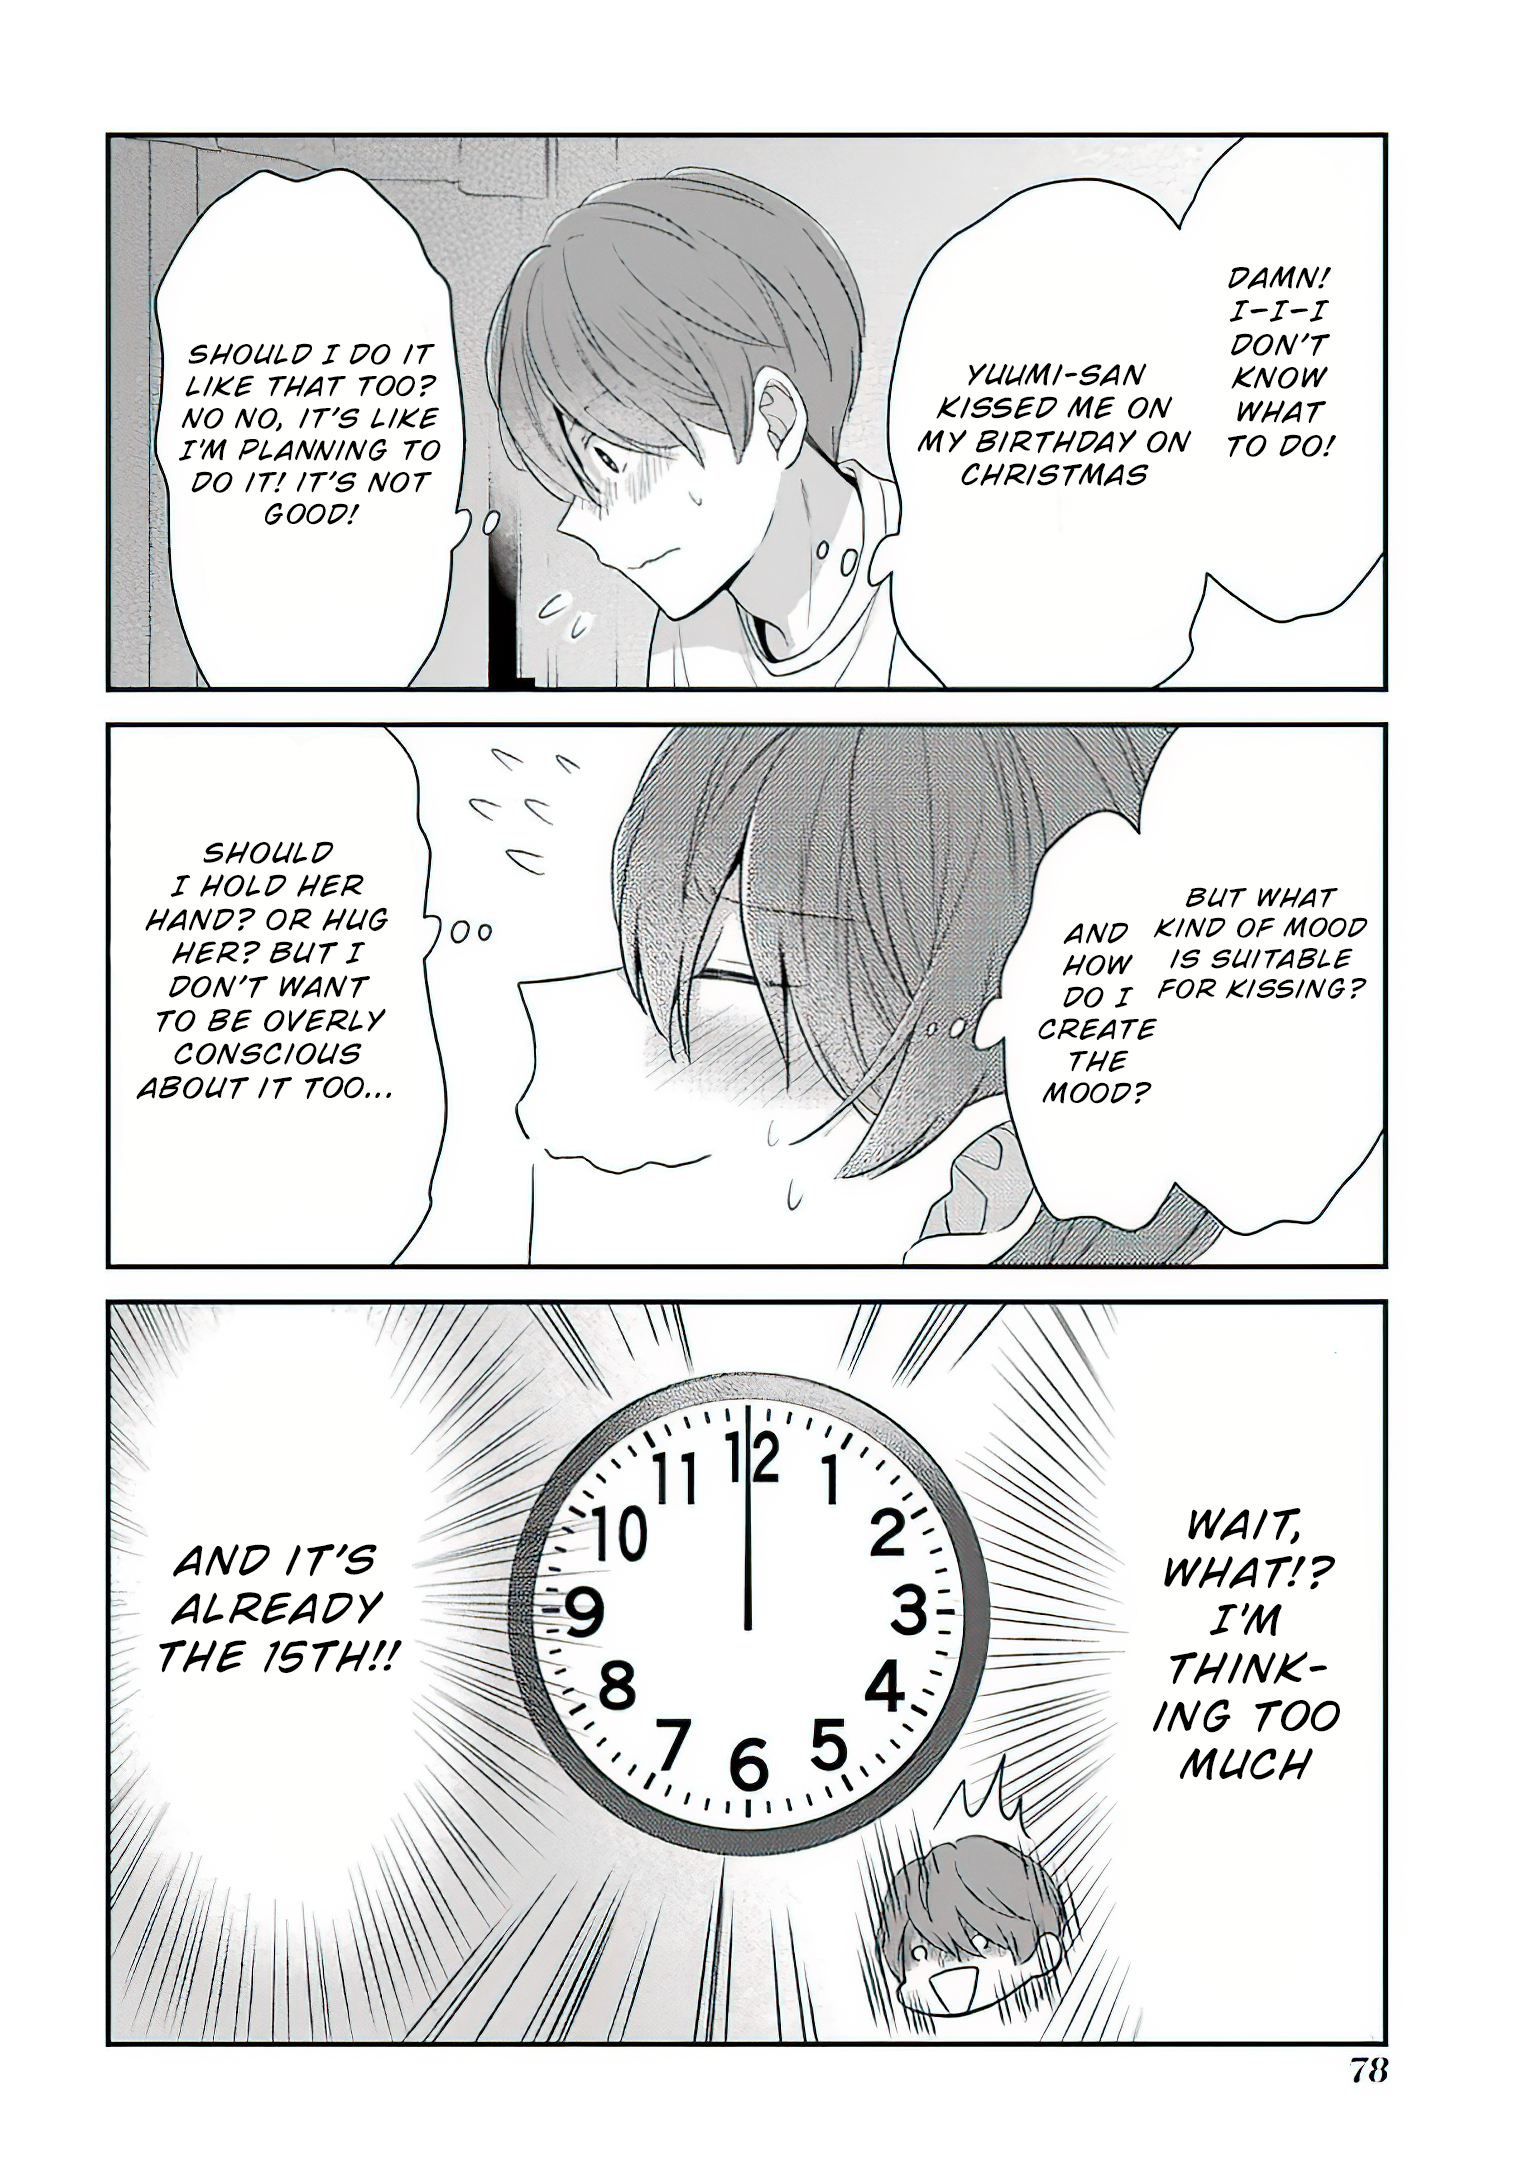 DAMN!
I-I-I
DON'T
KNOW
WHAT
TO DO!
YUUMI-SAN
KISSED ME ON
MY BIRTHDAY ON
CHRISTMAS
SHOULD I DO IT
LIKE THAT TOO?
NO NO, IT'S LIKE
I'M PLANNING TO
DO IT! IT'S NOT
GOOD!
BUT WHAT
KIND OF MOOD
IS SUITABLE
FOR KISSING?
AND
HOW
DO I
CREATE
THE
MOOD?
SHOULD
I HOLD HER
HAND? OR HUG
HER? BUT I
DON'T WANT
TO BE OVERLY
CONSCIOUS
ABOUT IT TOO...
WAIT,
WHAT!?
I'M
THINK-
ING TOO
MUCH
12
1
2
3
4
5
6
7
8
9
10
11
AND IT'S
ALREADY
THE 15TH!!
78